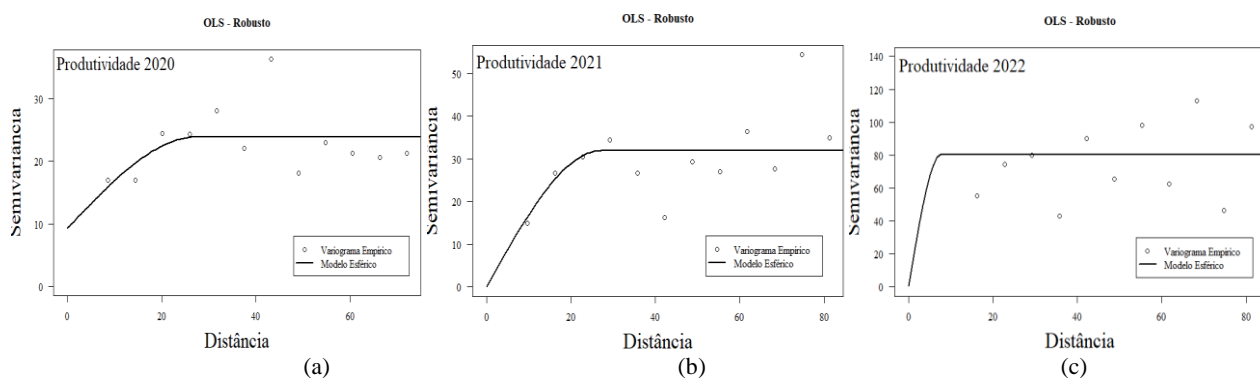 OLS - Robusto
Produtividade 2020
Semivariancia
0
10
20
30
0
20
40
60
Variograma Empírico
Modelo Esférico
Distância
(a)
OLS - Robusto
Produtividade 2021
Semivariancia
0
10
20
30
40
50
0
20
40
60
80
Variograma Empírico
Modelo Esférico
Distância
(b)
OLS - Robusto
Produtividade 2022
Semivariancia
0
20
40
60
80
100
120
140
0
20
40
60
80
Variograma Empírico
Modelo Esférico
Distância
(c)